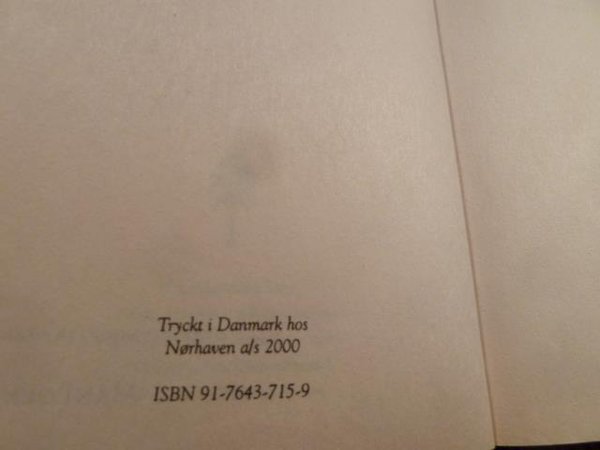 Tryckt i Danmark hos
Nørhaven a/s 2000
ISBN 91-7643-715-9